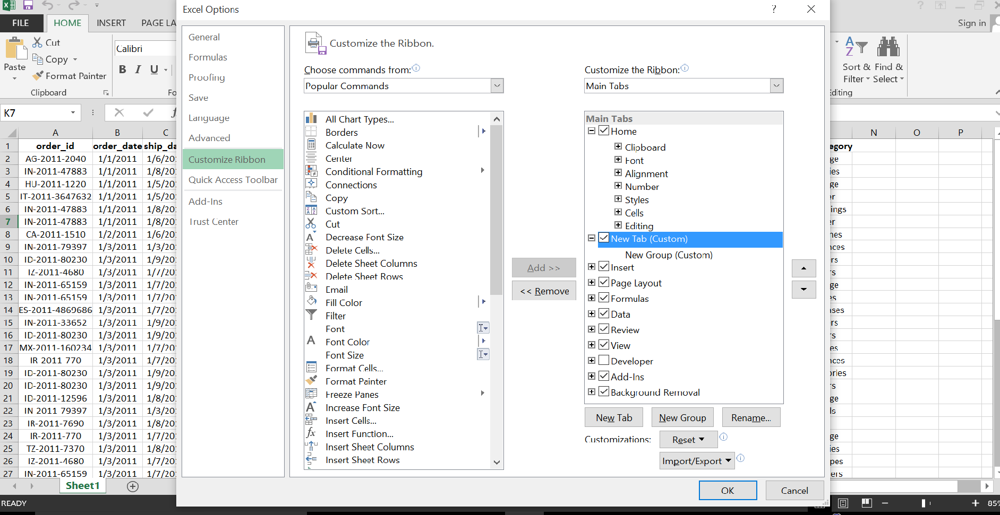 Excel Options
?
FILE HOME INSERT PAGE LA
Sign in
Paste
Cut
Copy
Format Painter
Clipboard
Calibri
B I U
Fo
Sort & Filter
Find & Select
Editing
K7
A B C
N O P
1 order_id order_date ship_da
2 AG-2011-2040 1/1/2011 1/6/20
3 IN-2011-47883 1/1/2011 1/8/20
4 HU-2011-1220 1/1/2011 1/5/20
5 IT-2011-3647632 1/1/2011 1/5/20
6 IN-2011-47883 1/1/2011 1/8/20
7 IN-2011-47883 1/1/2011 1/8/20
8 CA-2011-1510 1/2/2011 1/6/20
9 IN-2011-79397 1/3/2011 1/3/20
10 ID-2011-80230 1/3/2011 1/9/20
11 IZ-2011-4680 1/3/2011 1/7/20
12 IN-2011-65159 1/3/2011 1/7/20
13 IN-2011-65159 1/3/2011 1/7/20
14 ES-2011-4869686 1/3/2011 1/7/20
15 IN-2011-33652 1/3/2011 1/9/20
16 ID-2011-80230 1/3/2011 1/9/20
17 MX-2011-160234 1/3/2011 1/7/20
18 IR-2011-770 1/3/2011 1/7/20
19 ID-2011-80230 1/3/2011 1/9/20
20 ID-2011-80230 1/3/2011 1/9/20
21 ID-2011-12596 1/3/2011 1/8/20
22 IN-2011-79397 1/3/2011 1/3/20
23 IR-2011-7690 1/3/2011 1/8/20
24 IR-2011-770 1/3/2011 1/7/20
25 TZ-2011-7370 1/3/2011 1/8/20
26 IZ-2011-4680 1/3/2011 1/7/20
27 IN-2011-65159 1/3/2011 1/7/20
Sheet1
READY
General
Formulas
Proofing
Save
Language
Advanced
Customize Ribbon
Quick Access Toolbar
Add-Ins
Trust Center
Customize the Ribbon.
Choose commands from:
Popular Commands
All Chart Types...
Borders
Calculate Now
Center
Conditional Formatting
Connections
Copy
Custom Sort...
Cut
Decrease Font Size
Delete Cells...
Delete Sheet Columns
Delete Sheet Rows
Email
Fill Color
Filter
Font
Font Color
Font Size
Format Cells...
Format Painter
Freeze Panes
Increase Font Size
Insert Cells...
Insert Function...
Insert Sheet Columns
Insert Sheet Rows
Add >>
<< Remove
Customize the Ribbon:
Main Tabs
Main Tabs
Home
Clipboard
Font
Alignment
Number
Styles
Cells
Editing
New Tab (Custom)
New Group (Custom)
Insert
Page Layout
Formulas
Data
Review
View
Developer
Add-Ins
Background Removal
New Tab
New Group
Rename...
Customizations:
Reset
Import/Export
OK
Cancel
egory
ge
ies
ge
er
ings
er
nes
nces
rs
s
ge
es
ases
rs
s
es
nces
ories
rs
ge
ls
ge
ies
pes
ers
85%